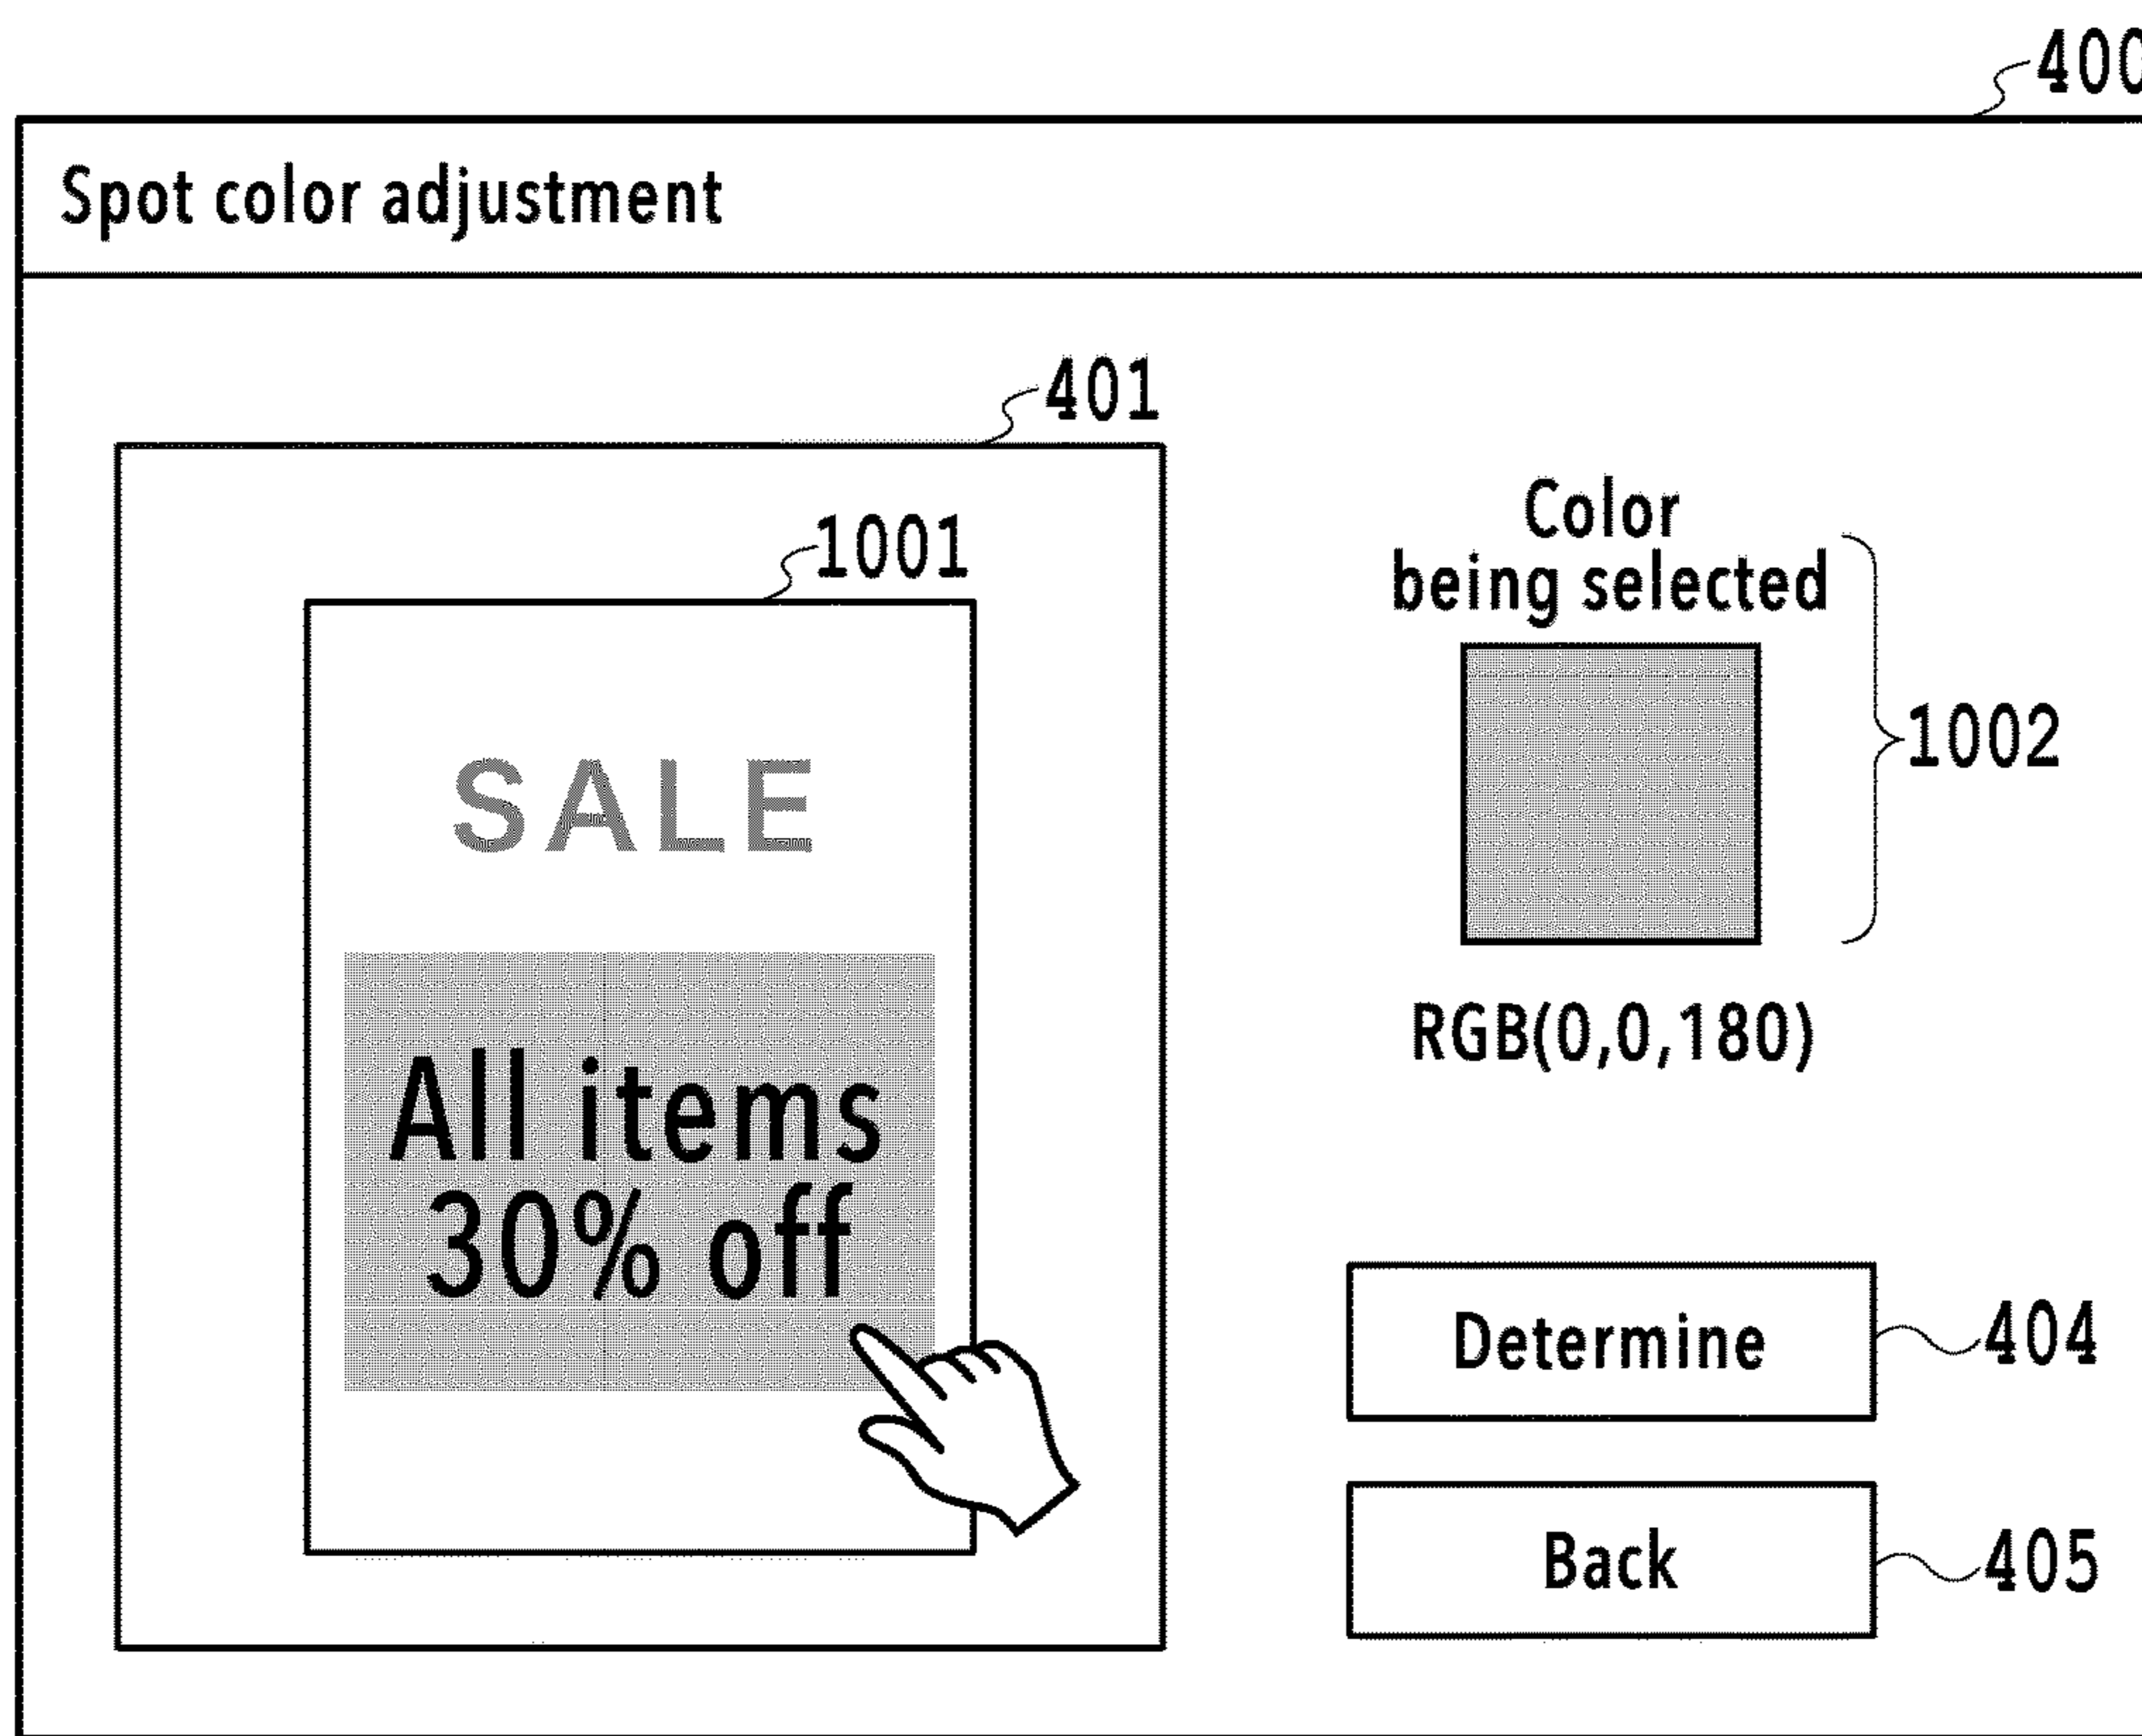 400
Spot color adjustment
401
1001
SALE
All items
30% off
Color
being selected
1002
RGB(0,0,180)
Determine
404
Back
405